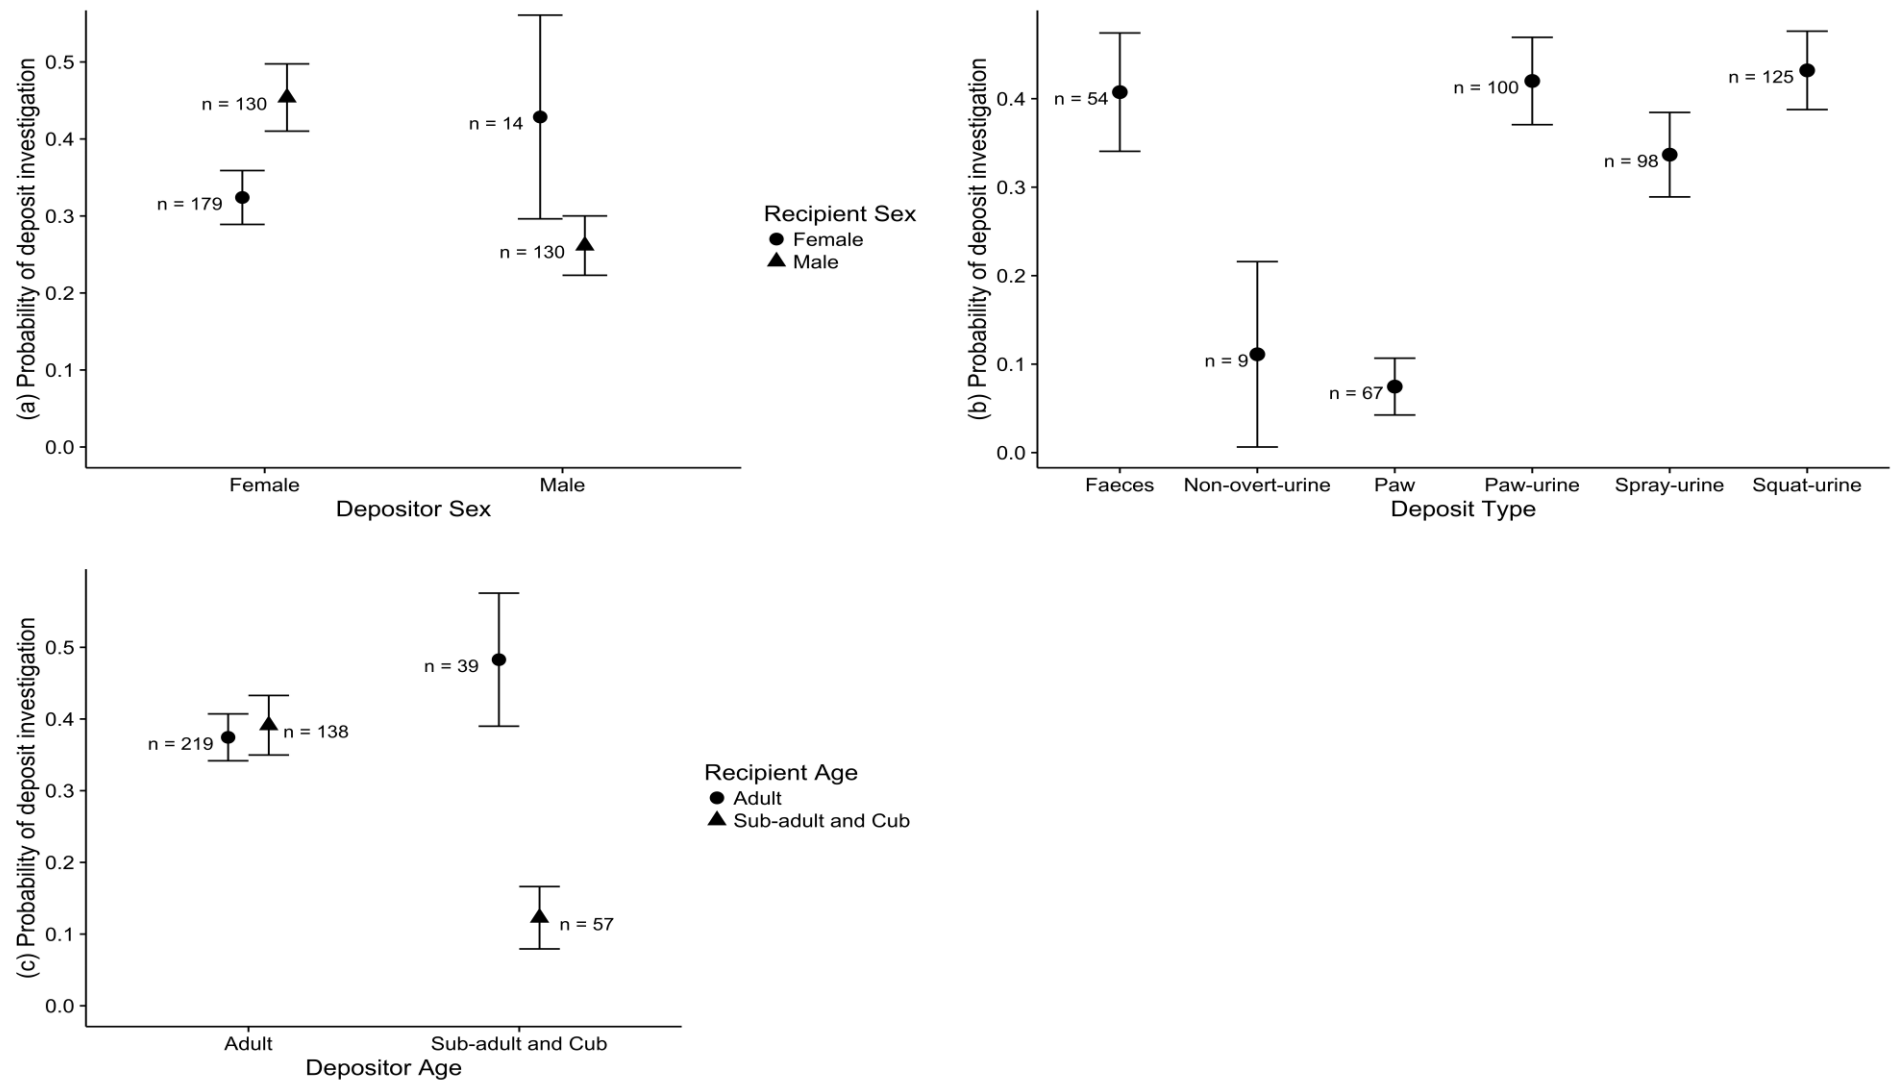 (a) Probability of deposit investigation
0.5
0.4
0.3
0.2
0.1
0.0
n = 130
n = 179
n = 14
n = 130
Female
Male
Depositor Sex
Recipient Sex
Female
Male
(b) Probability of deposit investigation
0.4
0.3
0.2
0.1
0.0
n = 54
n = 9
n = 67
n = 100
n = 98
n = 125
Faeces
Non-overt-urine
Paw
Paw-urine
Spray-urine
Squat-urine
Deposit Type
(c) Probability of deposit investigation
0.5
0.4
0.3
0.2
0.1
0.0
n = 219
n = 138
n = 39
n = 57
Adult
Sub-adult and Cub
Depositor Age
Recipient Age
Adult
Sub-adult and Cub